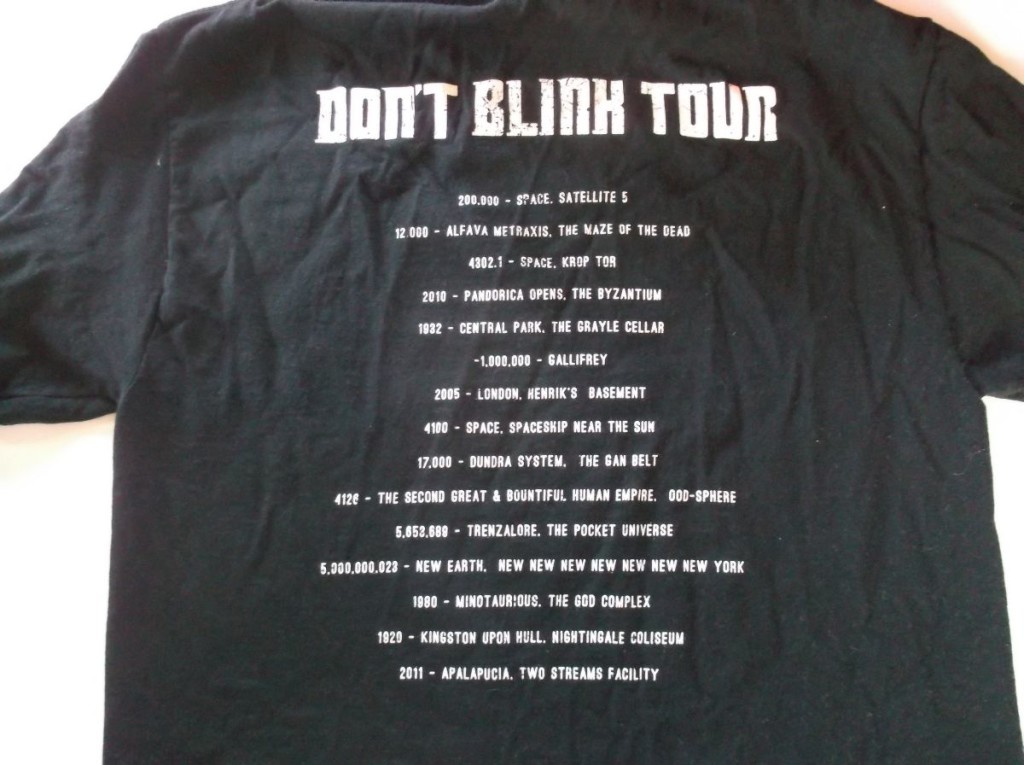 DON'T BLINK TOUR
200,000 - SPACE, SATELLITE 5
12,000 - ALFAVA METRAXIS, THE MAZE OF THE DEAD
4302.1 - SPACE, KROP TOR
2010 - PANDORICA OPENS, THE BYZANTIUM
1932 - CENTRAL PARK, THE GRAYLE CELLAR
-1,000,000 - GALLIFREY
2005 - LONDON, HENRIK'S BASEMENT
4100 - SPACE, SPACESHIP NEAR THE SUN
17,000 - DUNDRA SYSTEM, THE GAN BELT
4126 - THE SECOND GREAT & BOUNTIFUL HUMAN EMPIRE, OOD-SPHERE
5,653,689 - TRENZALORE, THE POCKET UNIVERSE
5,000,000,023 - NEW EARTH, NEW NEW NEW NEW NEW NEW NEW YORK
1980 - MINOTAURIOUS, THE GOD COMPLEX
1920 - KINGSTON UPON HULL, NIGHTINGALE COLISEUM
2011 - APALAPUCIA, TWO STREAMS FACILITY